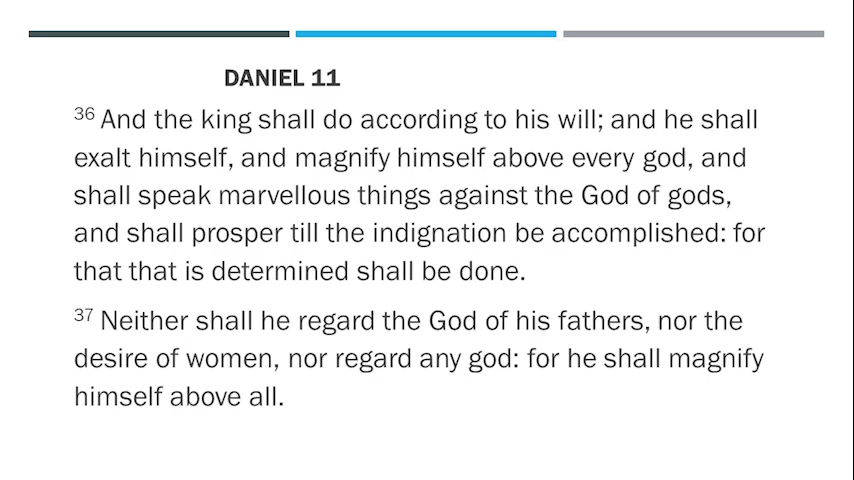 DANIEL 11
36 And the king shall do according to his will; and he shall
exalt himself, and magnify himself above every god, and
shall speak marvellous things against the God of gods,
and shall prosper till the indignation be accomplished: for
that that is determined shall be done.
37 Neither shall he regard the God of his fathers, nor the
desire of women, nor regard any god: for he shall magnify
himself above all.